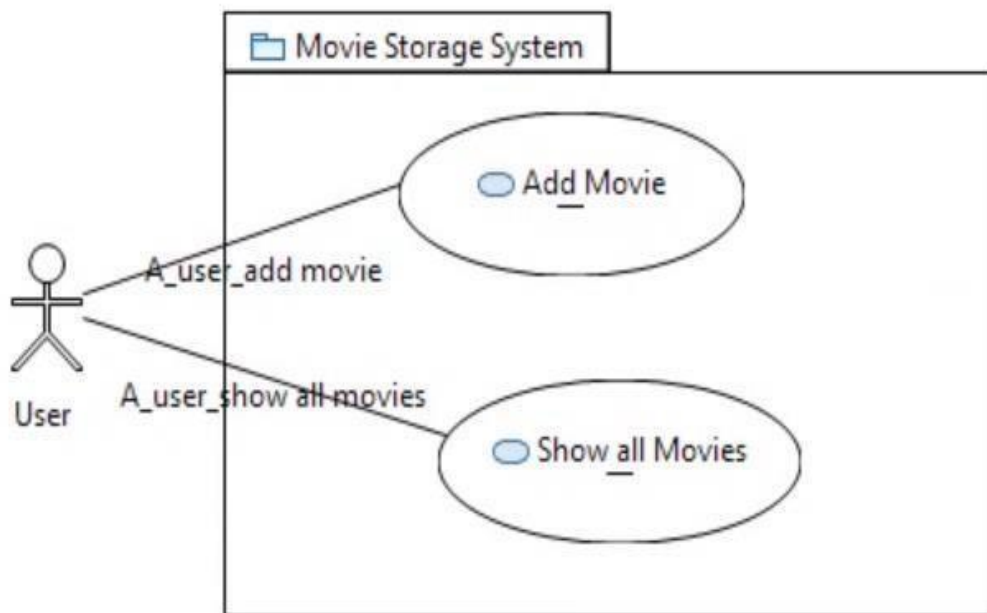 Movie Storage System
Add Movie
A_user_add movie
A_user_show all movies
User
Show all Movies